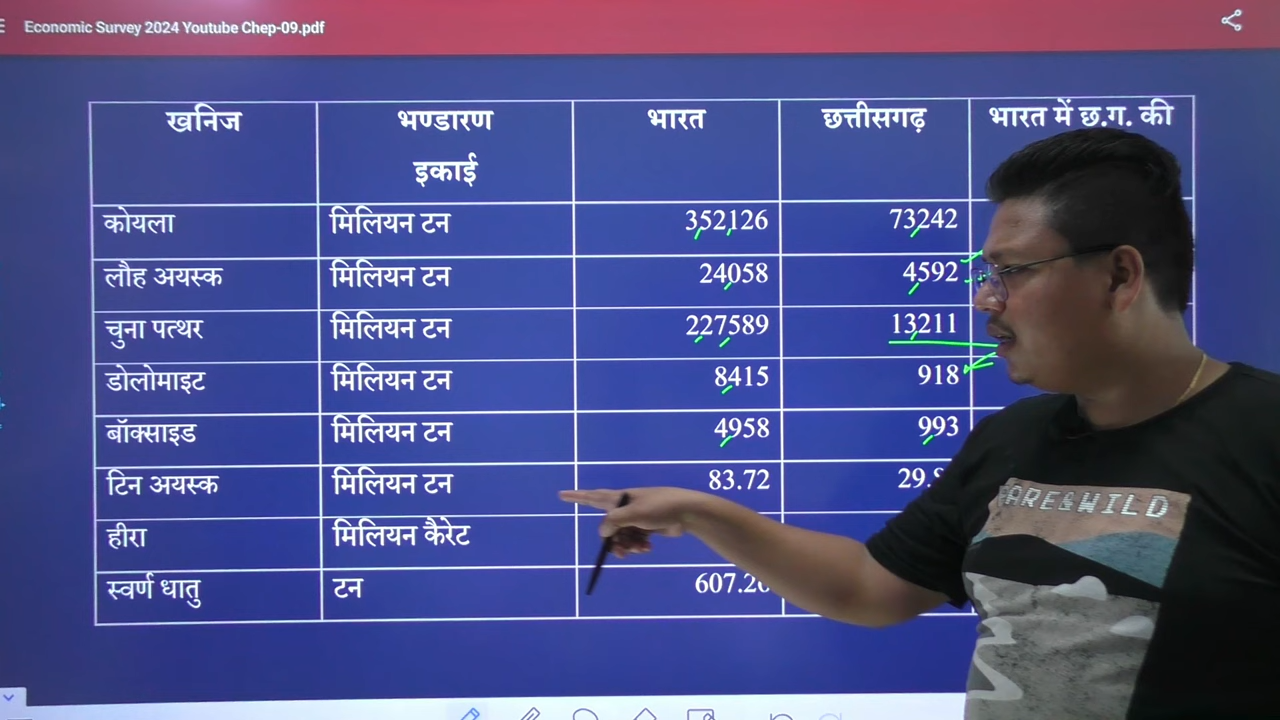 Economic Survey 2024 Youtube Chep-09.pdf
खनिज भण्डारण भारत छत्तीसगढ़ भारत में छ.ग. की
इकाई
कोयला मिलियन टन 352126 73242
लौह अयस्क मिलियन टन 24058 4592
चुना पत्थर मिलियन टन 227589 13211
डोलोमाइट मिलियन टन 8415 918
बॉक्साइड मिलियन टन 4958 993
टिन अयस्क मिलियन टन 83.72
हीरा मिलियन कैरेट
स्वर्ण धातु टन
RARE&WILD